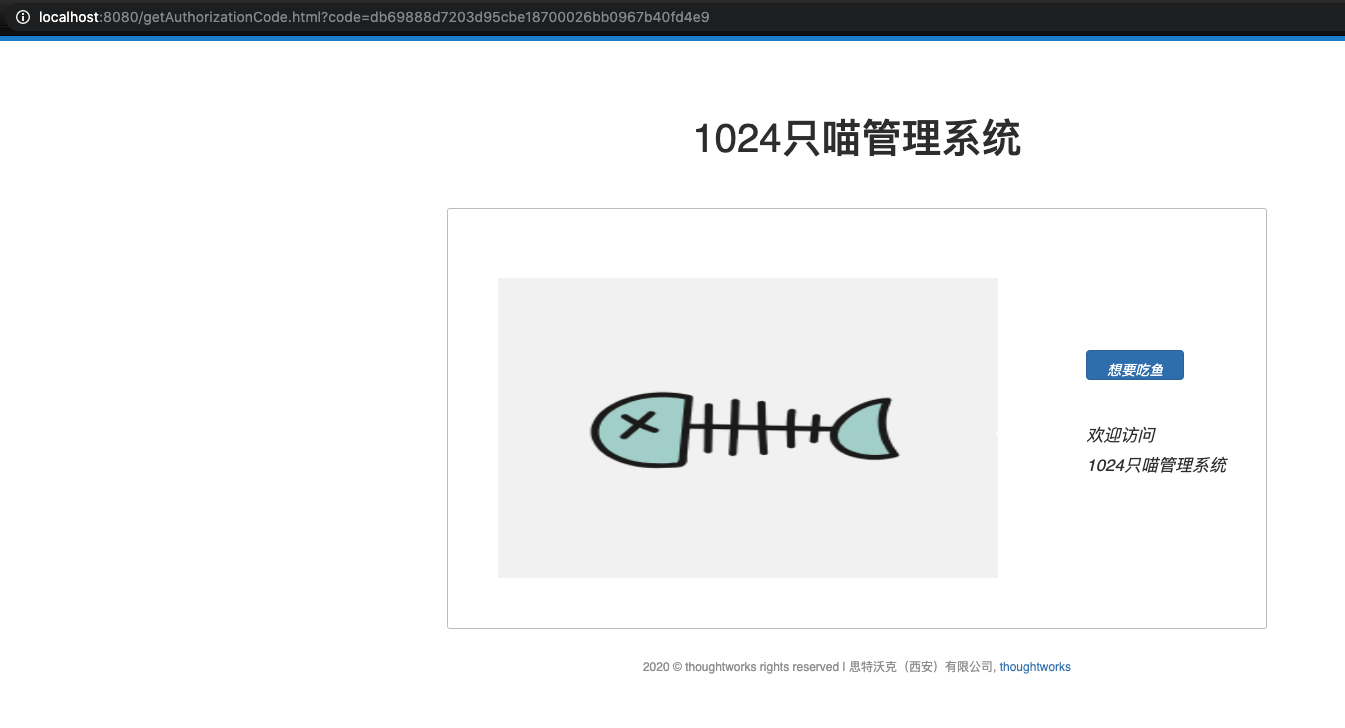 localhost:8080/getAuthorizationCode.html?code=db69888d7203d95cbe18700026bb0967b40fd4e9
1024只喵管理系统
想要吃鱼
欢迎访问
1024只喵管理系统
2020 © thoughtworks rights reserved | 思特沃克（西安）有限公司, thoughtworks